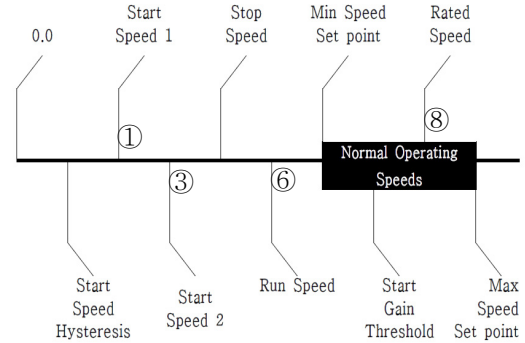 0.0
Start
Speed 1
Stop
Speed
Min Speed
Set point
Rated
Speed
①
⑧
Normal Operating
Speeds
③
⑥
Start
Speed
Hysteresis
Start
Speed 2
Run Speed
Start
Gain
Threshold
Max
Speed
Set point